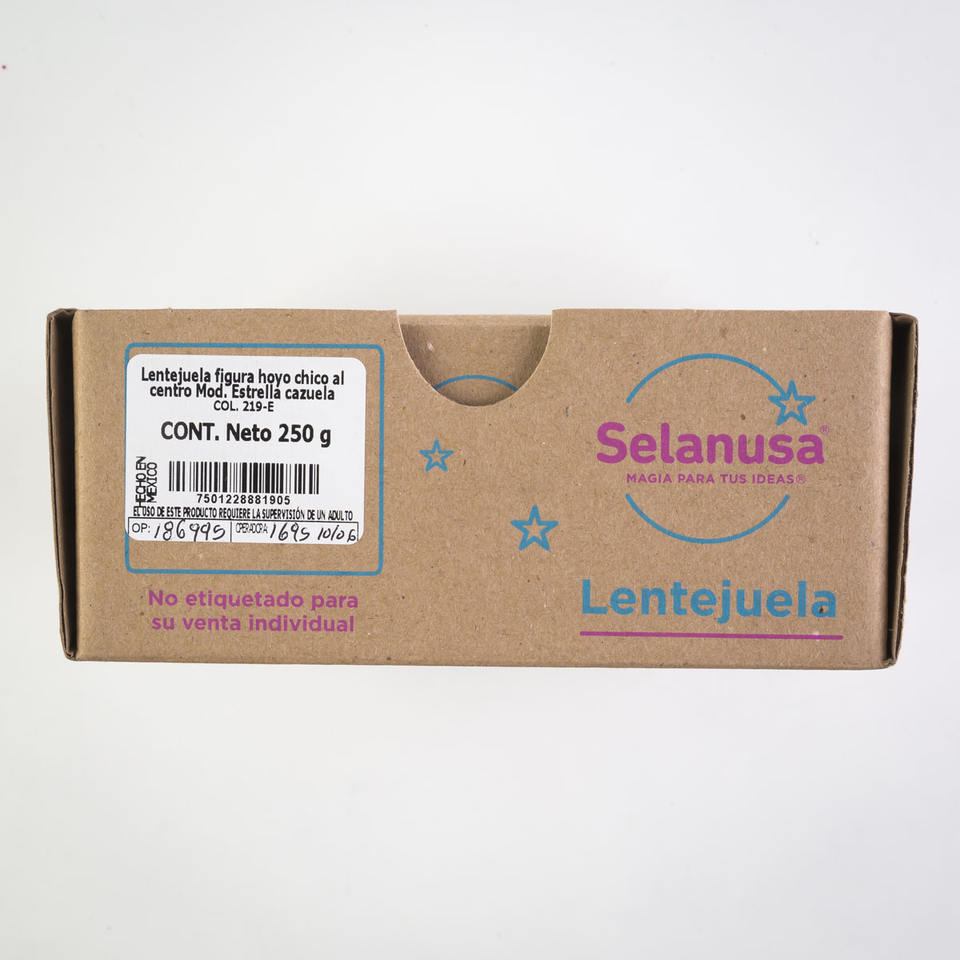 Lentejuela figura hoyo chico al
centro Mod. Estrella cazuela
COL. 219-E
CONT. Neto 250 g
HECHO EN
MEXICO
7501228881905
EL USO DE ESTE PRODUCTO REQUIERE LA SUPERVISIÓN DE UN ADULTO
OP: 186995 OPERADORA: 1695 10/06
No etiquetado para
su venta individual
Selanusa®
MAGIA PARA TUS IDEAS®
Lentejuela